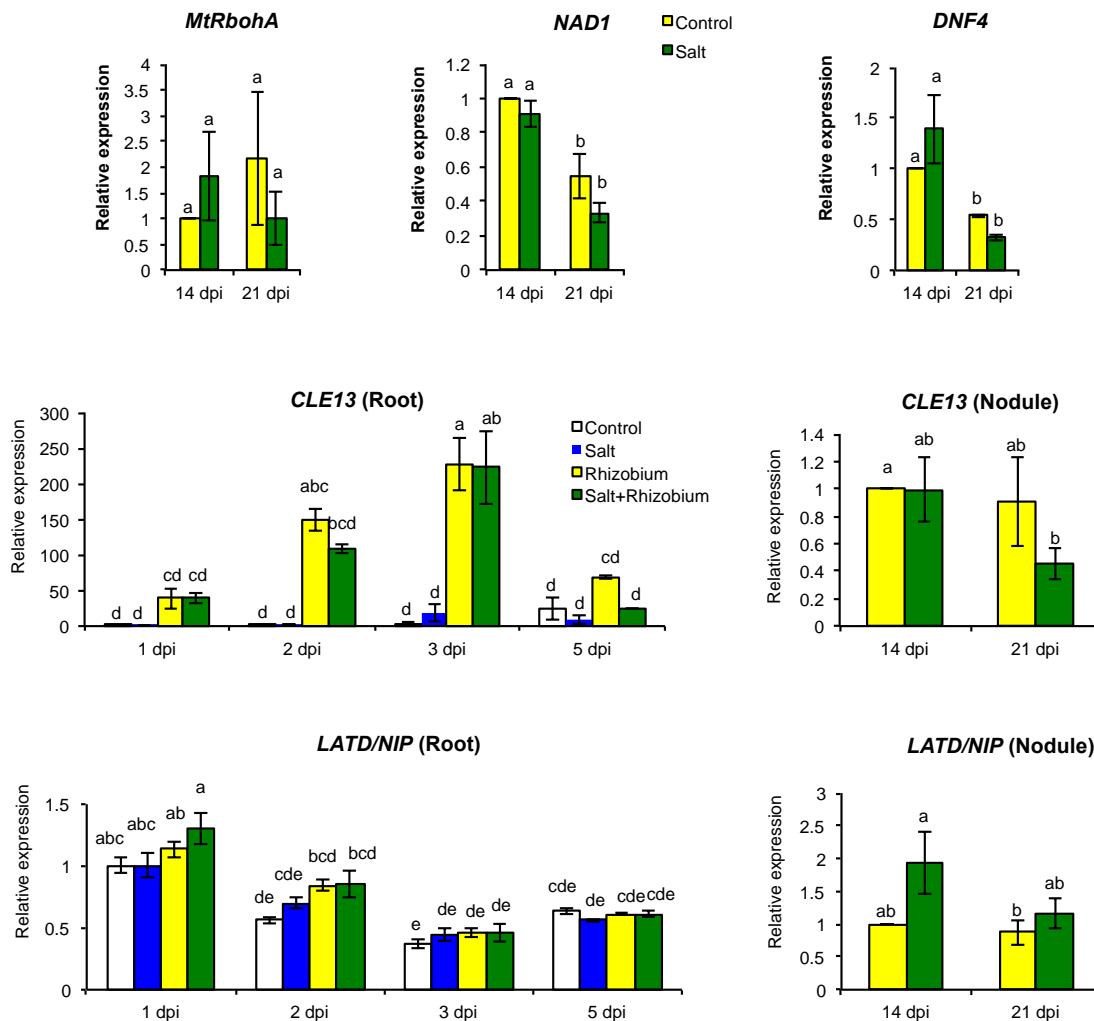 MtRbohA
NAD1
DNF4
Control
Salt
Relative expression
4
3.5
3
2.5
2
1.5
1
0.5
0
a
a
a
a
14 dpi 21 dpi
Relative expression
1.2
1
0.8
0.6
0.4
0.2
0
a a
b
b
14 dpi 21 dpi
Relative expression
2
1.5
1
0.5
0
a
a
b
b
14 dpi 21 dpi
CLE13 (Root)
Control
Salt
Rhizobium
Salt+Rhizobium
Relative expression
300
250
200
150
100
50
0
d d cd cd
d d abc bcd
d d a ab
d d cd d
1 dpi 2 dpi 3 dpi 5 dpi
CLE13 (Nodule)
Relative expression
1.4
1.2
1
0.8
0.6
0.4
0.2
0
a ab ab b
14 dpi 21 dpi
LATD/NIP (Root)
Relative expression
1.5
1
0.5
0
abc abc ab a
de cde bcd bcd
e de de de
cde de cde cde
1 dpi 2 dpi 3 dpi 5 dpi
LATD/NIP (Nodule)
Relative expression
3
2.5
2
1.5
1
0.5
0
ab a b ab
14 dpi 21 dpi